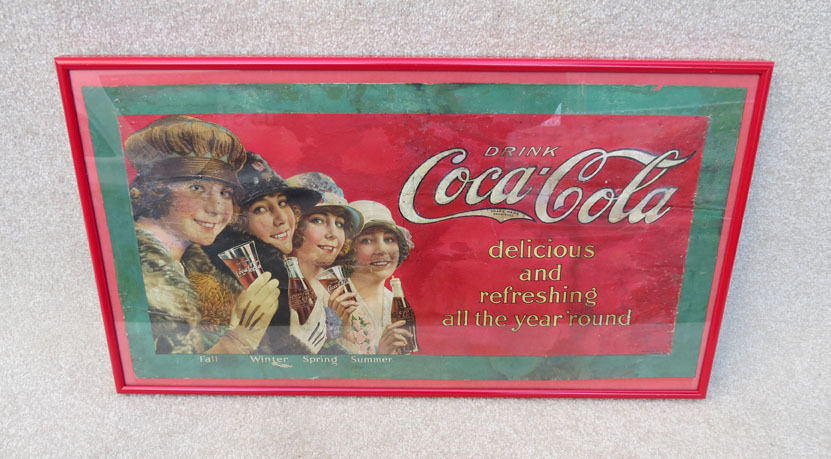 DRINK
Coca-Cola
delicious
and
refreshing
all the year 'round
Fall Winter Spring Summer